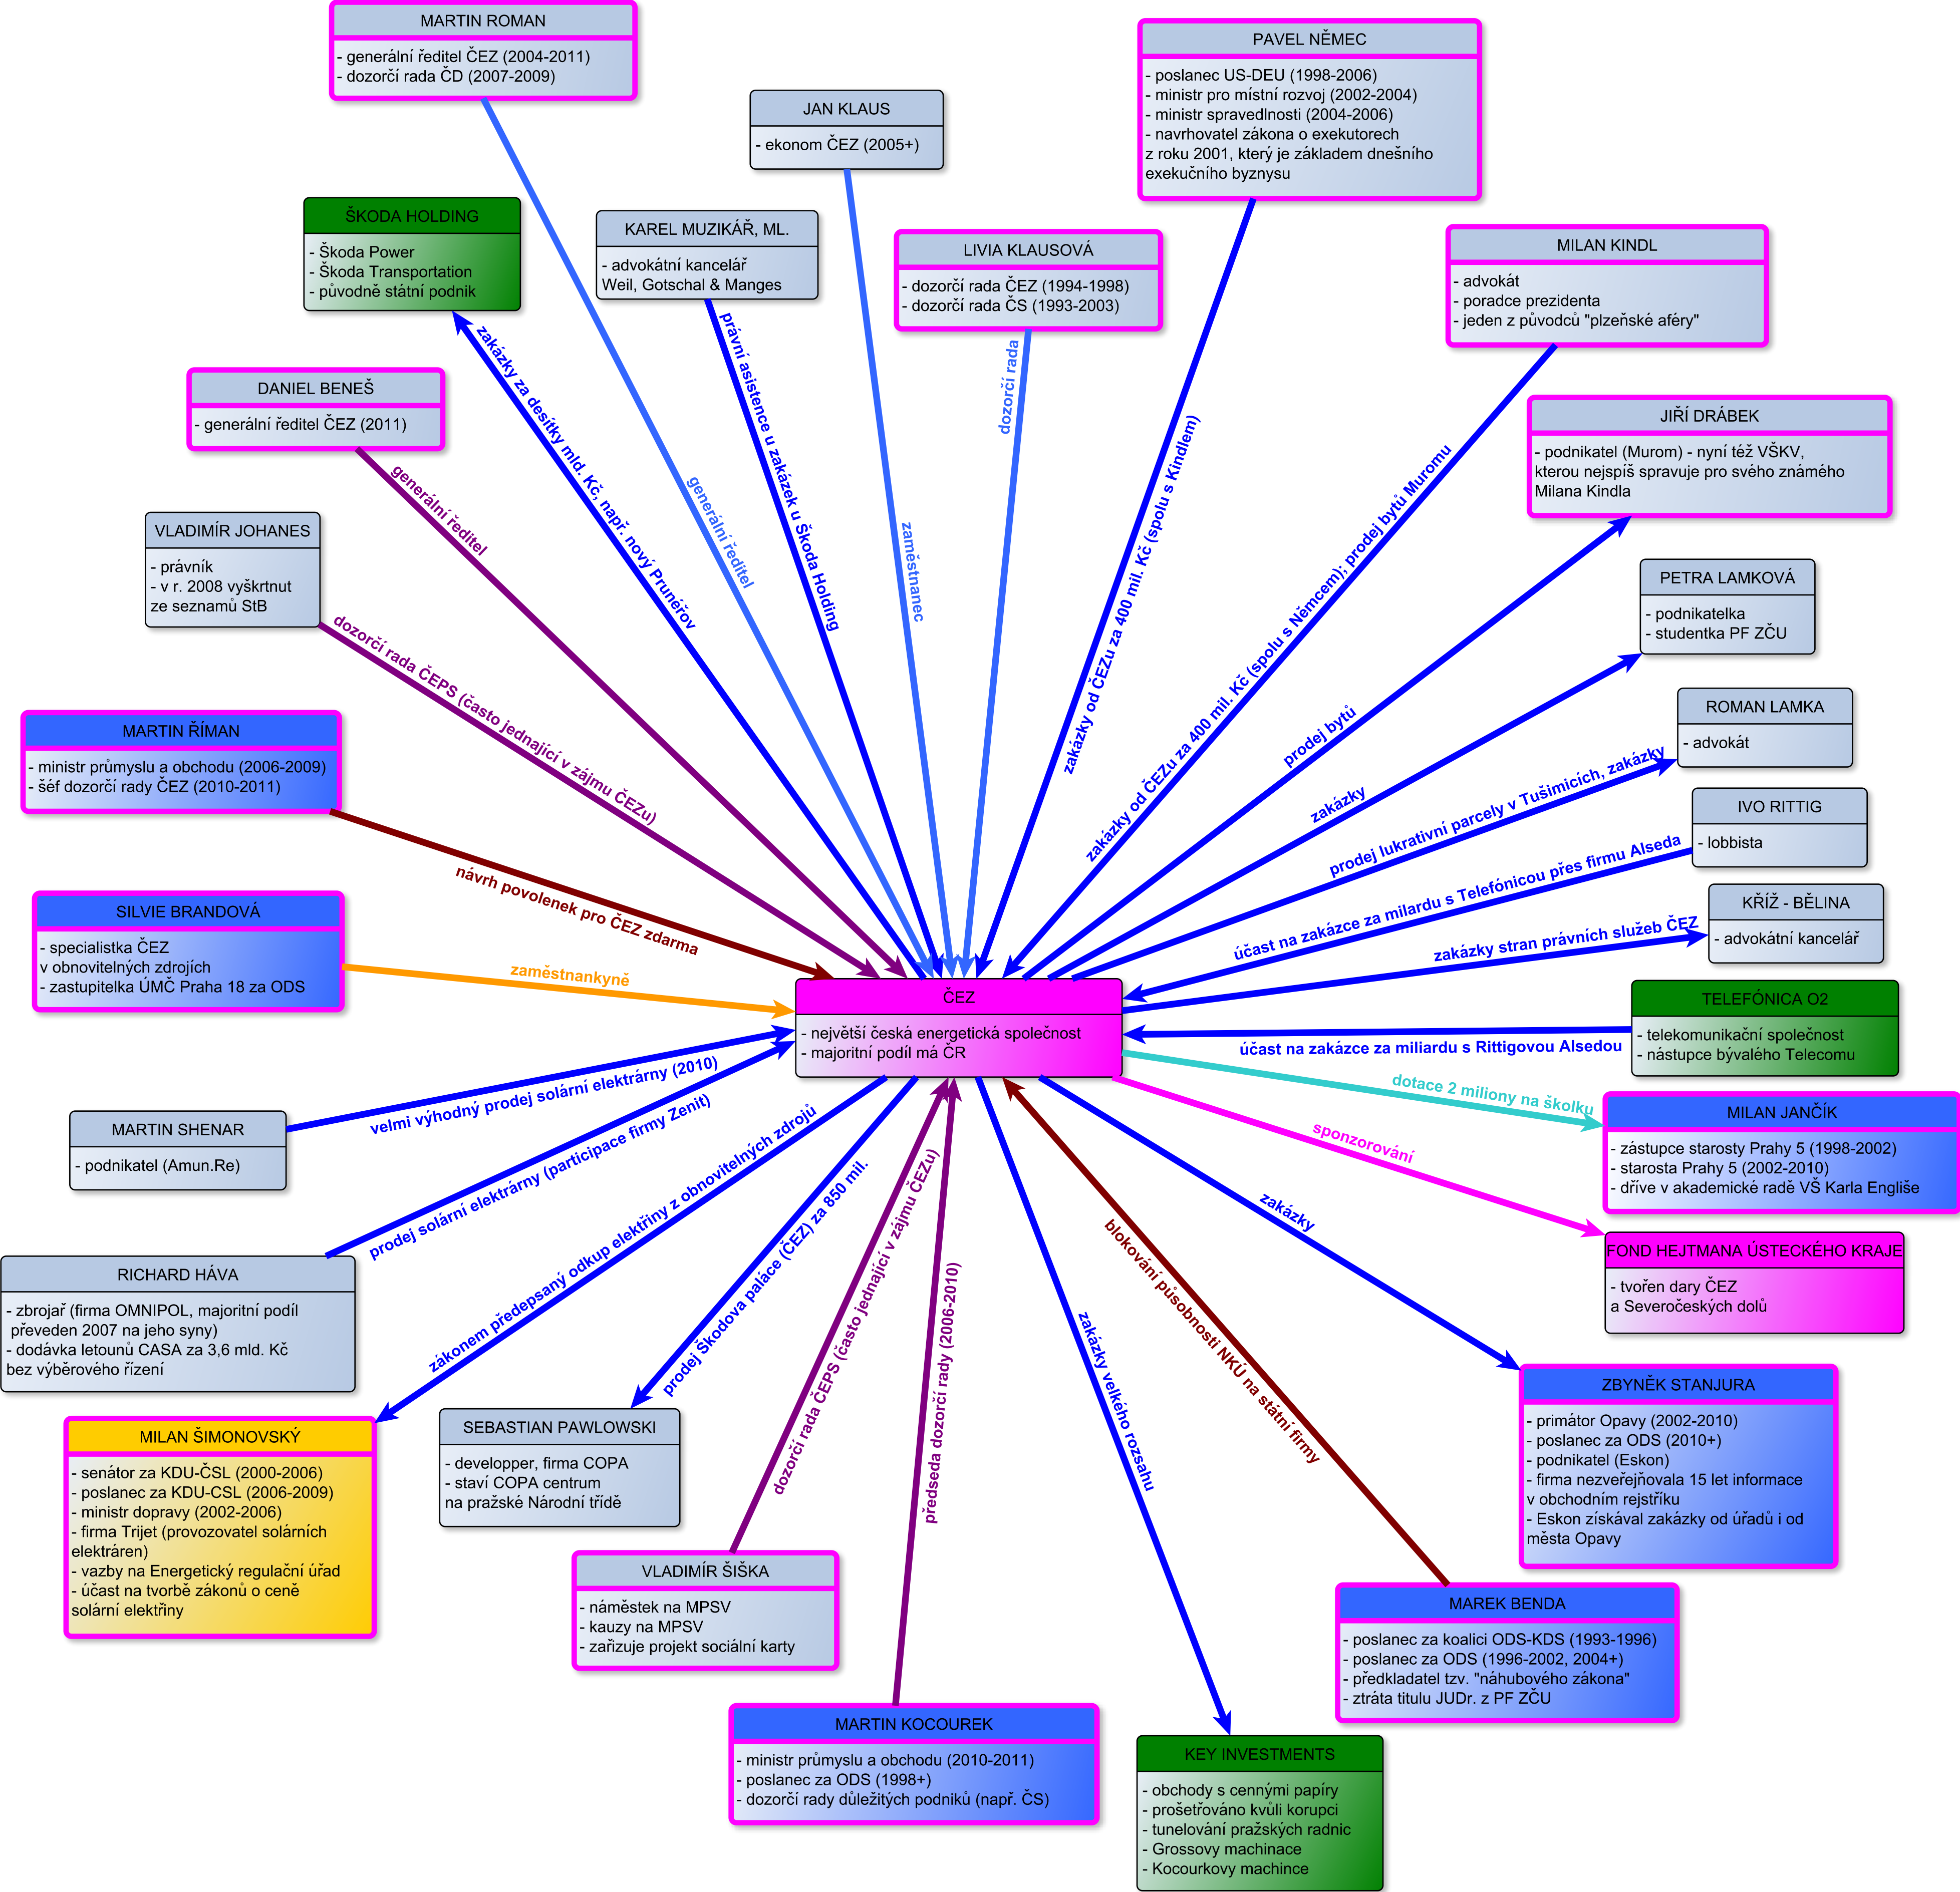 MARTIN ROMAN
- generální ředitel ČEZ (2004-2011)
- dozorčí rada ČD (2007-2009)
PAVEL NĚMEC
- poslanec US-DEU (1998-2006)
- ministr pro místní rozvoj (2002-2004)
- ministr spravedlnosti (2004-2006)
- navrhovatel zákona o exekutorech
z roku 2001, který je základem dnešního
exekučního byznysu
JAN KLAUS
- ekonom ČEZ (2005+)
ŠKODA HOLDING
- Škoda Power
- Škoda Transportation
- původně státní podnik
KAREL MUZIKÁŘ, ML.
- advokátní kancelář
Weil, Gotschal & Manges
LIVIA KLAUSOVÁ
- dozorčí rada ČEZ (1994-1998)
- dozorčí rada ČS (1993-2003)
MILAN KINDL
- advokát
- poradce prezidenta
- jeden z původců "plzeňské aféry"
DANIEL BENEŠ
- generální ředitel ČEZ (2011)
JIŘÍ DRÁBEK
- podnikatel (Murom) - nyní též VŠKV,
kterou nejspíš spravuje pro svého známého
Milana Kindla
VLADIMÍR JOHANES
- právník
- v r. 2008 vyškrtnut
ze seznamů StB
PETRA LAMKOVÁ
- podnikatelka
- studentka PF ZČU
ROMAN LAMKA
- advokát
MARTIN ŘÍMAN
- ministr průmyslu a obchodu (2006-2009)
- šéf dozorčí rady ČEZ (2010-2011)
IVO RITTIG
- lobbista
SILVIE BRANDOVÁ
- specialistka ČEZ
v obnovitelných zdrojích
- zastupitelka ÚMČ Praha 18 za ODS
KŘÍŽ - BĚLINA
- advokátní kancelář
ČEZ
- největší česká energetická společnost
- majoritní podíl má ČR
TELEFÓNICA O2
- telekomunikační společnost
- nástupce bývalého Telecomu
MARTIN SHENAR
- podnikatel (Amun.Re)
MILAN JANČÍK
- zástupce starosty Prahy 5 (1998-2002)
- starosta Prahy 5 (2002-2010)
- dříve v akademické radě VŠ Karla Engliše
RICHARD HÁVA
- zbrojař (firma OMNIPOL, majoritní podíl
převeden 2007 na jeho syny)
- dodávka letounů CASA za 3,6 mld. Kč
bez výběrového řízení
FOND HEJTMANA ÚSTECKÉHO KRAJE
- tvořen dary ČEZ
a Severočeských dolů
MILAN ŠIMONOVSKÝ
- senátor za KDU-ČSL (2000-2006)
- poslanec za KDU-CSL (2006-2009)
- ministr dopravy (2002-2006)
- firma Trijet (provozovatel solárních
elektráren)
- vazby na Energetický regulační úřad
- účast na tvorbě zákonů o ceně
solární elektřiny
SEBASTIAN PAWLOWSKI
- developper, firma COPA
- staví COPA centrum
na pražské Národní třídě
ZBYNĚK STANJURA
- primátor Opavy (2002-2010)
- poslanec za ODS (2010+)
- podnikatel (Eskon)
- firma nezveřejňovala 15 let informace
v obchodním rejstříku
- Eskon získával zakázky od úřadů i od
města Opavy
VLADIMÍR ŠIŠKA
- náměstek na MPSV
- kauzy na MPSV
- zařizuje projekt sociální karty
MAREK BENDA
- poslanec za koalici ODS-KDS (1993-1996)
- poslanec za ODS (1996-2002, 2004+)
- předkladatel tzv. "náhubového zákona"
- ztráta titulu JUDr. z PF ZČU
MARTIN KOCOUREK
- ministr průmyslu a obchodu (2010-2011)
- poslanec za ODS (1998+)
- dozorčí rady důležitých podniků (např. ČS)
KEY INVESTMENTS
- obchody s cennými papíry
- prošetřováno kvůli korupci
- tunelování pražských radnic
- Grossovy machinace
- Kocourkovy machince
zakázky za desítky mld. Kč, např. nový Prunéřov
právní asistence u zakázek u Škoda Holding
generální ředitel
generální ředitel
zaměstnanec
dozorčí rada
zakázky od ČEZu za 400 mil. Kč (spolu s Kindlem)
zakázky od ČEZu za 400 mil. Kč (spolu s Němcem); prodej bytů Muromu
prodej bytů
zakázky
prodej lukrativní parcely v Tušimicích, zakázky
účast na zakázce za milardu s Telefónicou přes firmu Alseda
zakázky stran právních služeb ČEZ
účast na zakázce za miliardu s Rittigovou Alsedou
dotace 2 miliony na školku
sponzorování
zakázky
blokování působnosti NKÚ na státní firmy
zakázky velkého rozsahu
předseda dozorčí rady (2006-2010)
dozorčí rada ČEPS (často jednající v zájmu ČEZu)
prodej Škodova paláce (ČEZ) za 850 mil.
zákonem předepsaný odkup elektřiny z obnovitelných zdrojů
prodej solární elektrárny (participace firmy Zenit)
velmi výhodný prodej solární elektrárny (2010)
zaměstnankyně
návrh povolenek pro ČEZ zdarma
dozorčí rada ČEPS (často jednající v zájmu ČEZu)